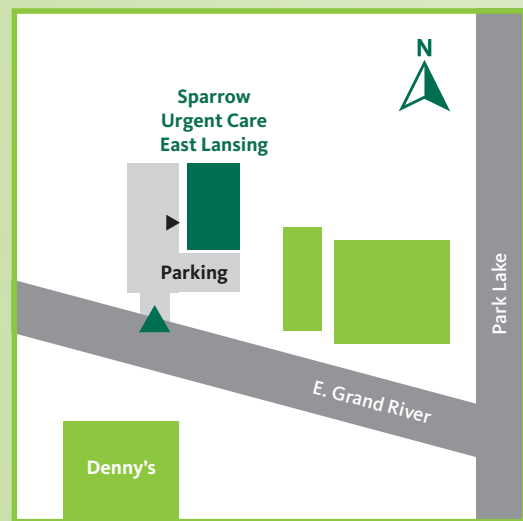 N
Sparrow
Urgent Care
East Lansing
Parking
Park Lake
E. Grand River
Denny's